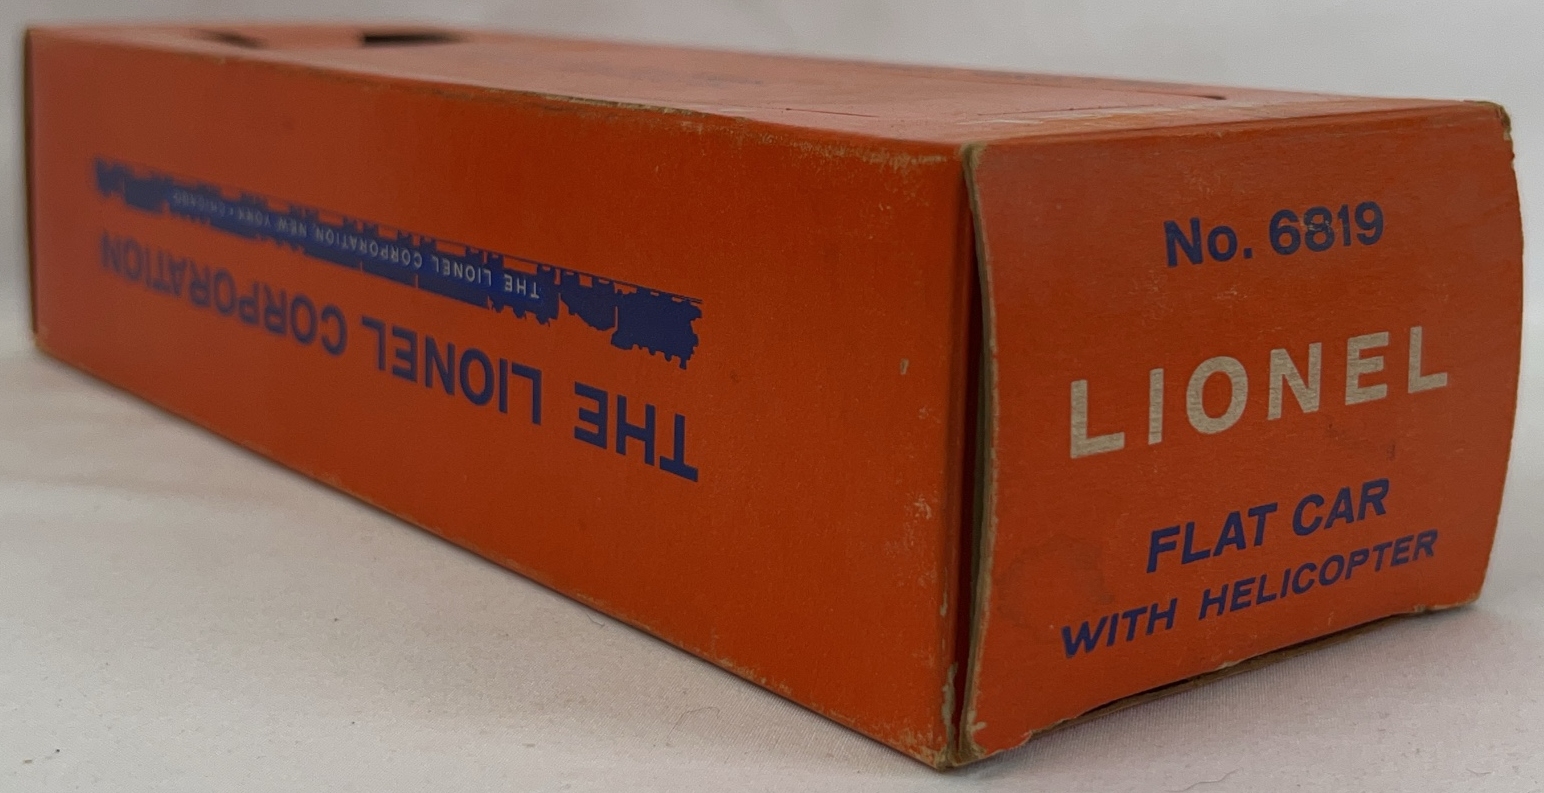 No. 6819
LIONEL
FLAT CAR
WITH HELICOPTER
THE LIONEL CORPORATION
THE LIONEL CORPORATION NEW YORK • CHICAGO